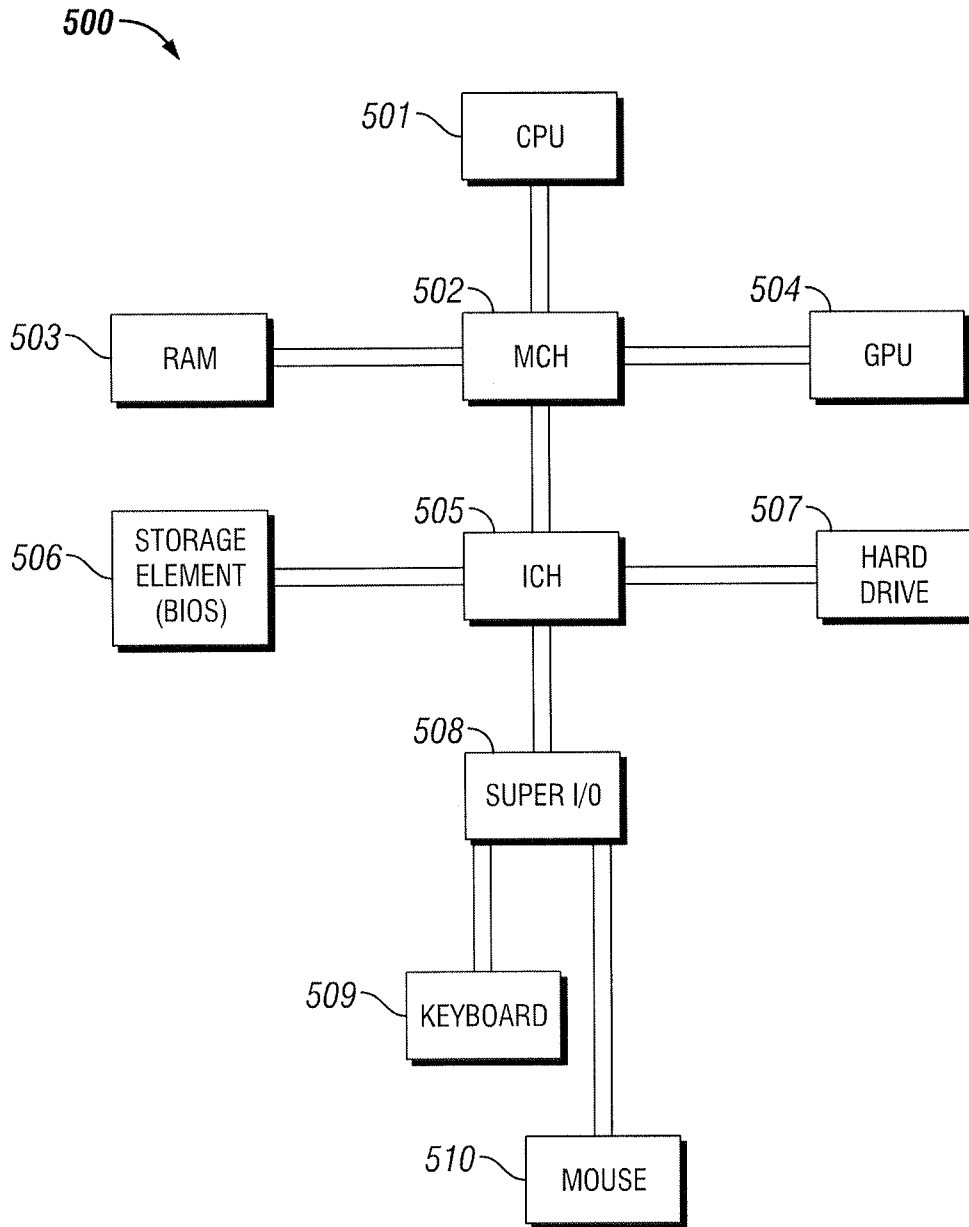 500
501
CPU
502
504
503
RAM
MCH
GPU
505
507
506
STORAGE
ELEMENT
(BIOS)
ICH
HARD
DRIVE
508
SUPER I/0
509
KEYBOARD
510
MOUSE